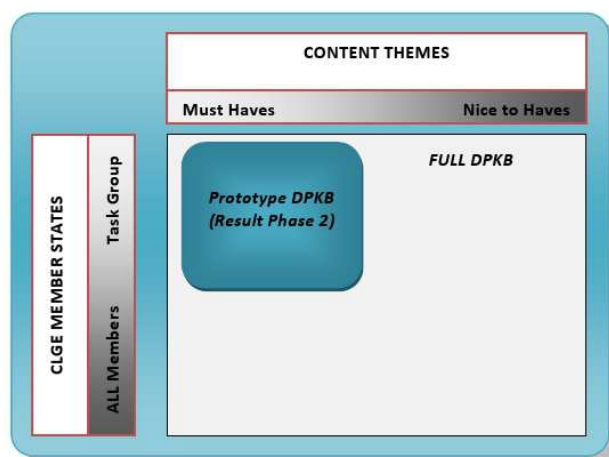 CONTENT THEMES
Must Haves
Nice to Haves
CLGE MEMBER STATES
Task Group
ALL Members
Prototype DPKB
(Result Phase 2)
FULL DPKB